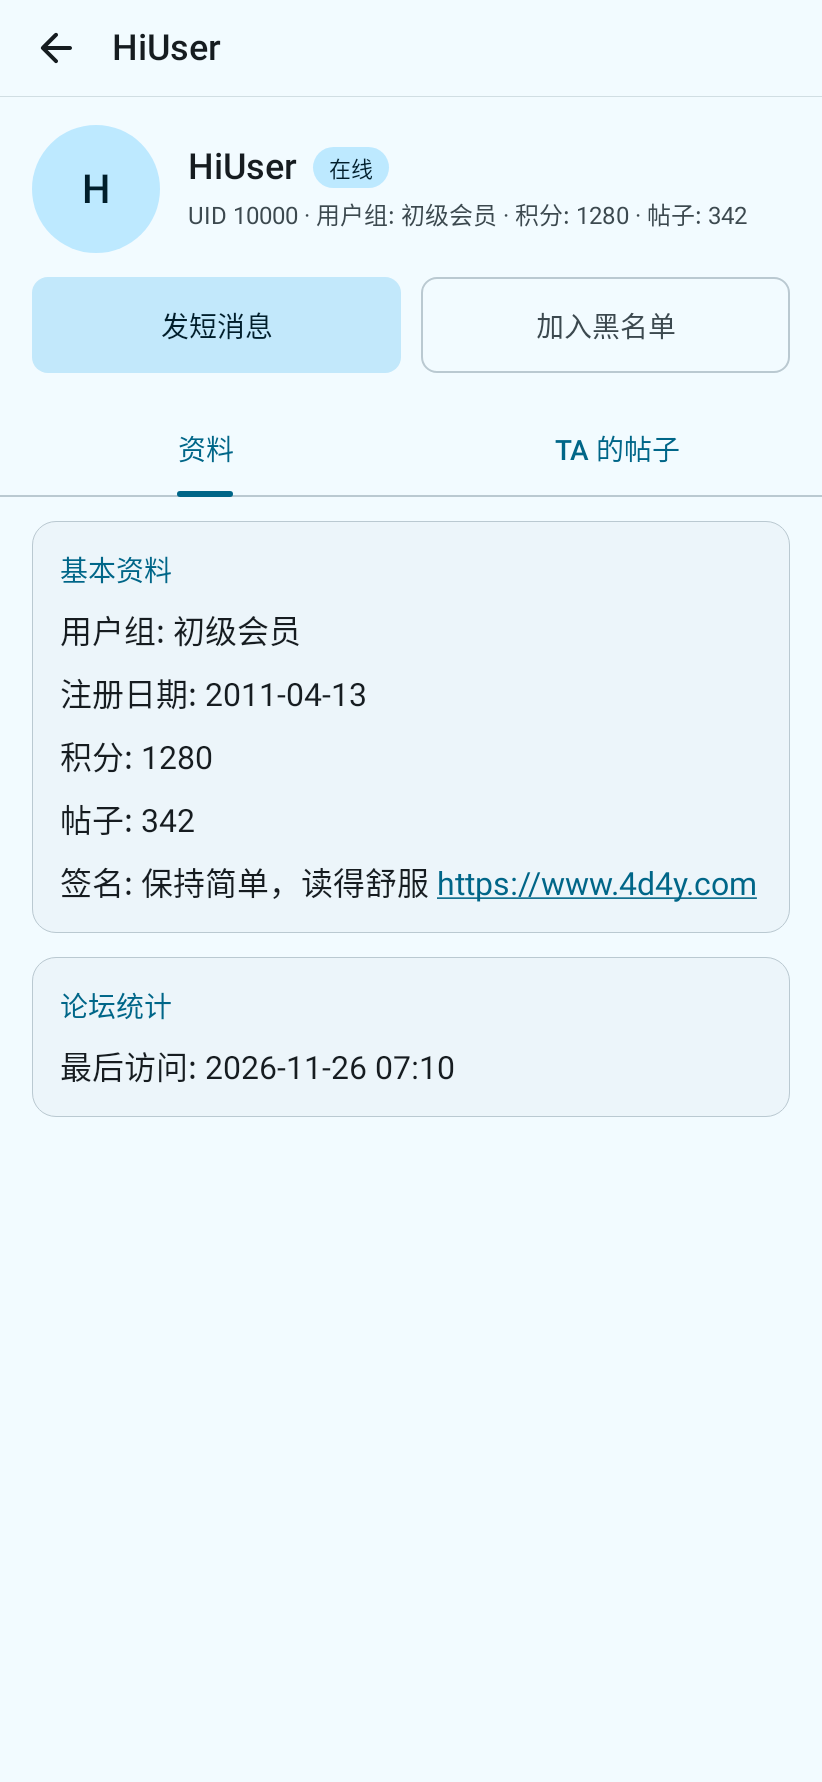 HiUser
H
HiUser 在线
UID 10000 · 用户组: 初级会员 · 积分: 1280 · 帖子: 342
发短消息 加入黑名单
资料 TA 的帖子
基本资料
用户组: 初级会员
注册日期: 2011-04-13
积分: 1280
帖子: 342
签名: 保持简单，读得舒服 https://www.4d4y.com
论坛统计
最后访问: 2026-11-26 07:10